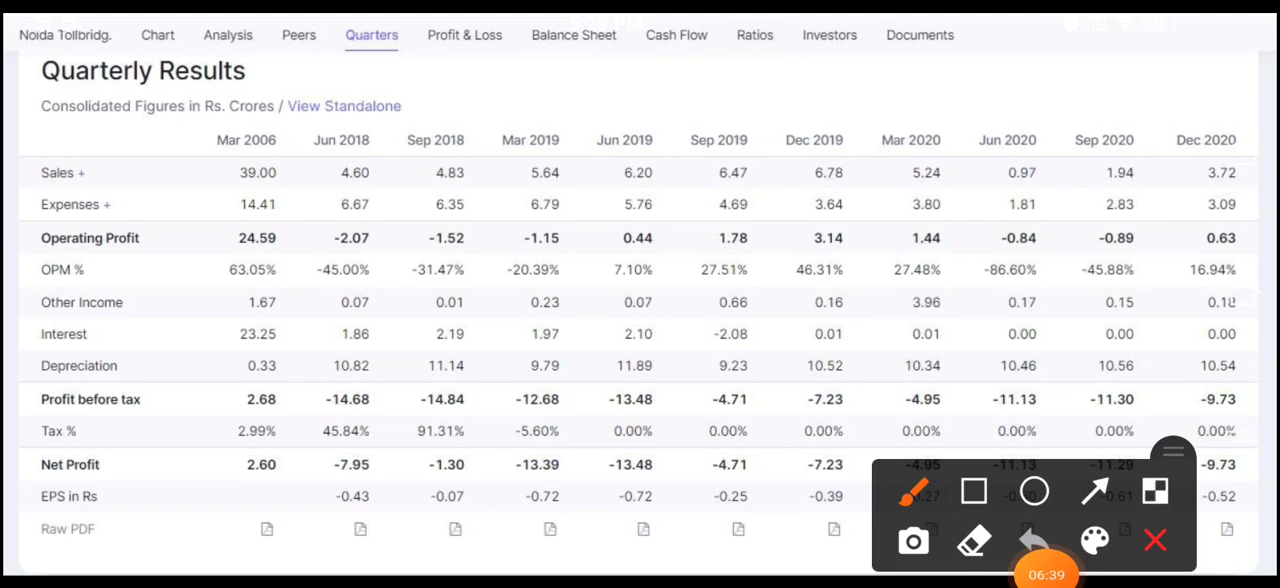 Noida Tollbridg. Chart Analysis Peers Quarters Profit & Loss Balance Sheet Cash Flow Ratios Investors Documents
Quarterly Results
Consolidated Figures in Rs. Crores / View Standalone
Mar 2006 Jun 2018 Sep 2018 Mar 2019 Jun 2019 Sep 2019 Dec 2019 Mar 2020 Jun 2020 Sep 2020 Dec 2020
Sales + 39.00 4.60 4.83 5.64 6.20 6.47 6.78 5.24 0.97 1.94 3.72
Expenses + 14.41 6.67 6.35 6.79 5.76 4.69 3.64 3.80 1.81 2.83 3.09
Operating Profit 24.59 -2.07 -1.52 -1.15 0.44 1.78 3.14 1.44 -0.84 -0.89 0.63
OPM % 63.05% -45.00% -31.47% -20.39% 7.10% 27.51% 46.31% 27.48% -86.60% -45.88% 16.94%
Other Income 1.67 0.07 0.01 0.23 0.07 0.66 0.16 3.96 0.17 0.15 0.18
Interest 23.25 1.86 2.19 1.97 2.10 -2.08 0.01 0.01 0.00 0.00 0.00
Depreciation 0.33 10.82 11.14 9.79 11.89 9.23 10.52 10.34 10.46 10.56 10.54
Profit before tax 2.68 -14.68 -14.84 -12.68 -13.48 -4.71 -7.23 -4.95 -11.13 -11.30 -9.73
Tax % 2.99% 45.84% 91.31% -5.60% 0.00% 0.00% 0.00% 0.00% 0.00% 0.00% 0.00%
Net Profit 2.60 -7.95 -1.30 -13.39 -13.48 -4.71 -7.23 -4.95 -11.13 -11.29 -9.73
EPS in Rs -0.43 -0.07 -0.72 -0.72 -0.25 -0.39 -0.52
Raw PDF
06:39